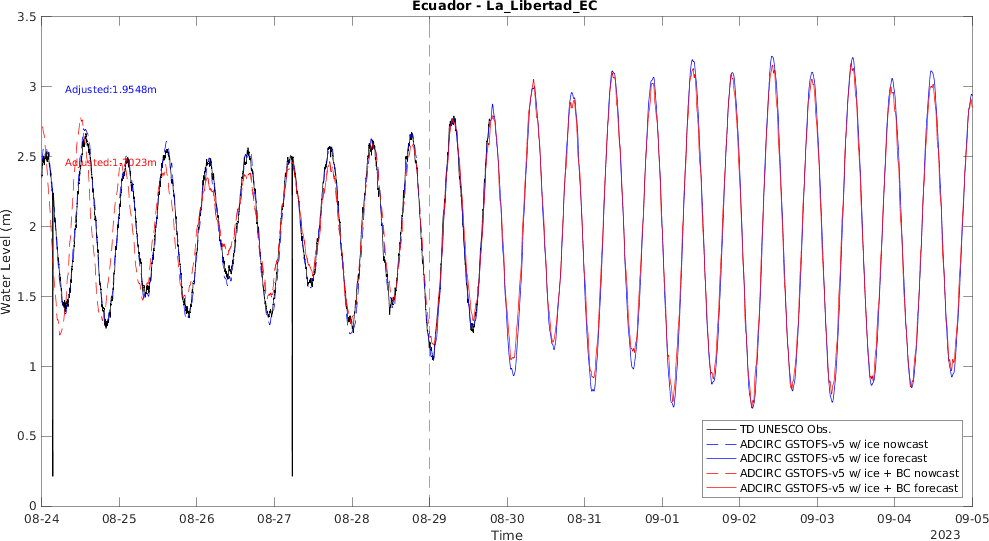 Ecuador - La_Libertad_EC
3.5
3
2.5
2
1.5
1
0.5
0
Water Level (m)
Adjusted:1.9548m
08-24
08-25
08-26
08-27
08-28
08-29
08-30
08-31
09-01
09-02
09-03
09-04
09-05
Time
2023
TD UNESCO Obs.
ADCIRC GSTOFS-v5 w/ ice nowcast
ADCIRC GSTOFS-v5 w/ ice forecast
ADCIRC GSTOFS-v5 w/ ice + BC nowcast
ADCIRC GSTOFS-v5 w/ ice + BC forecast